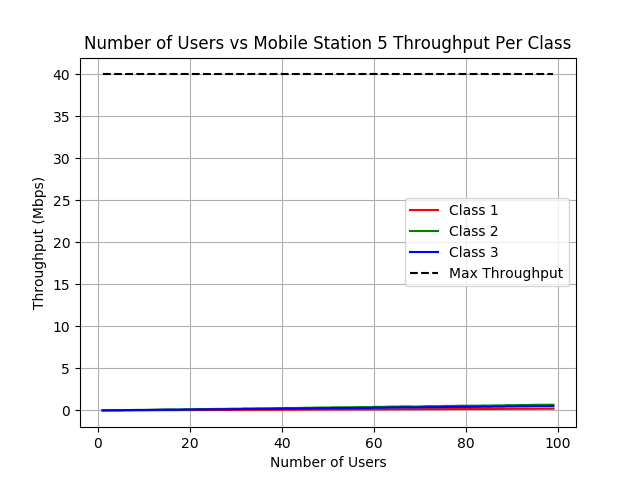 Number of Users vs Mobile Station 5 Throughput Per Class
40
35
30
25
20
15
10
5
0
Throughput (Mbps)
Class 1
Class 2
Class 3
Max Throughput
0 20 40 60 80 100
Number of Users